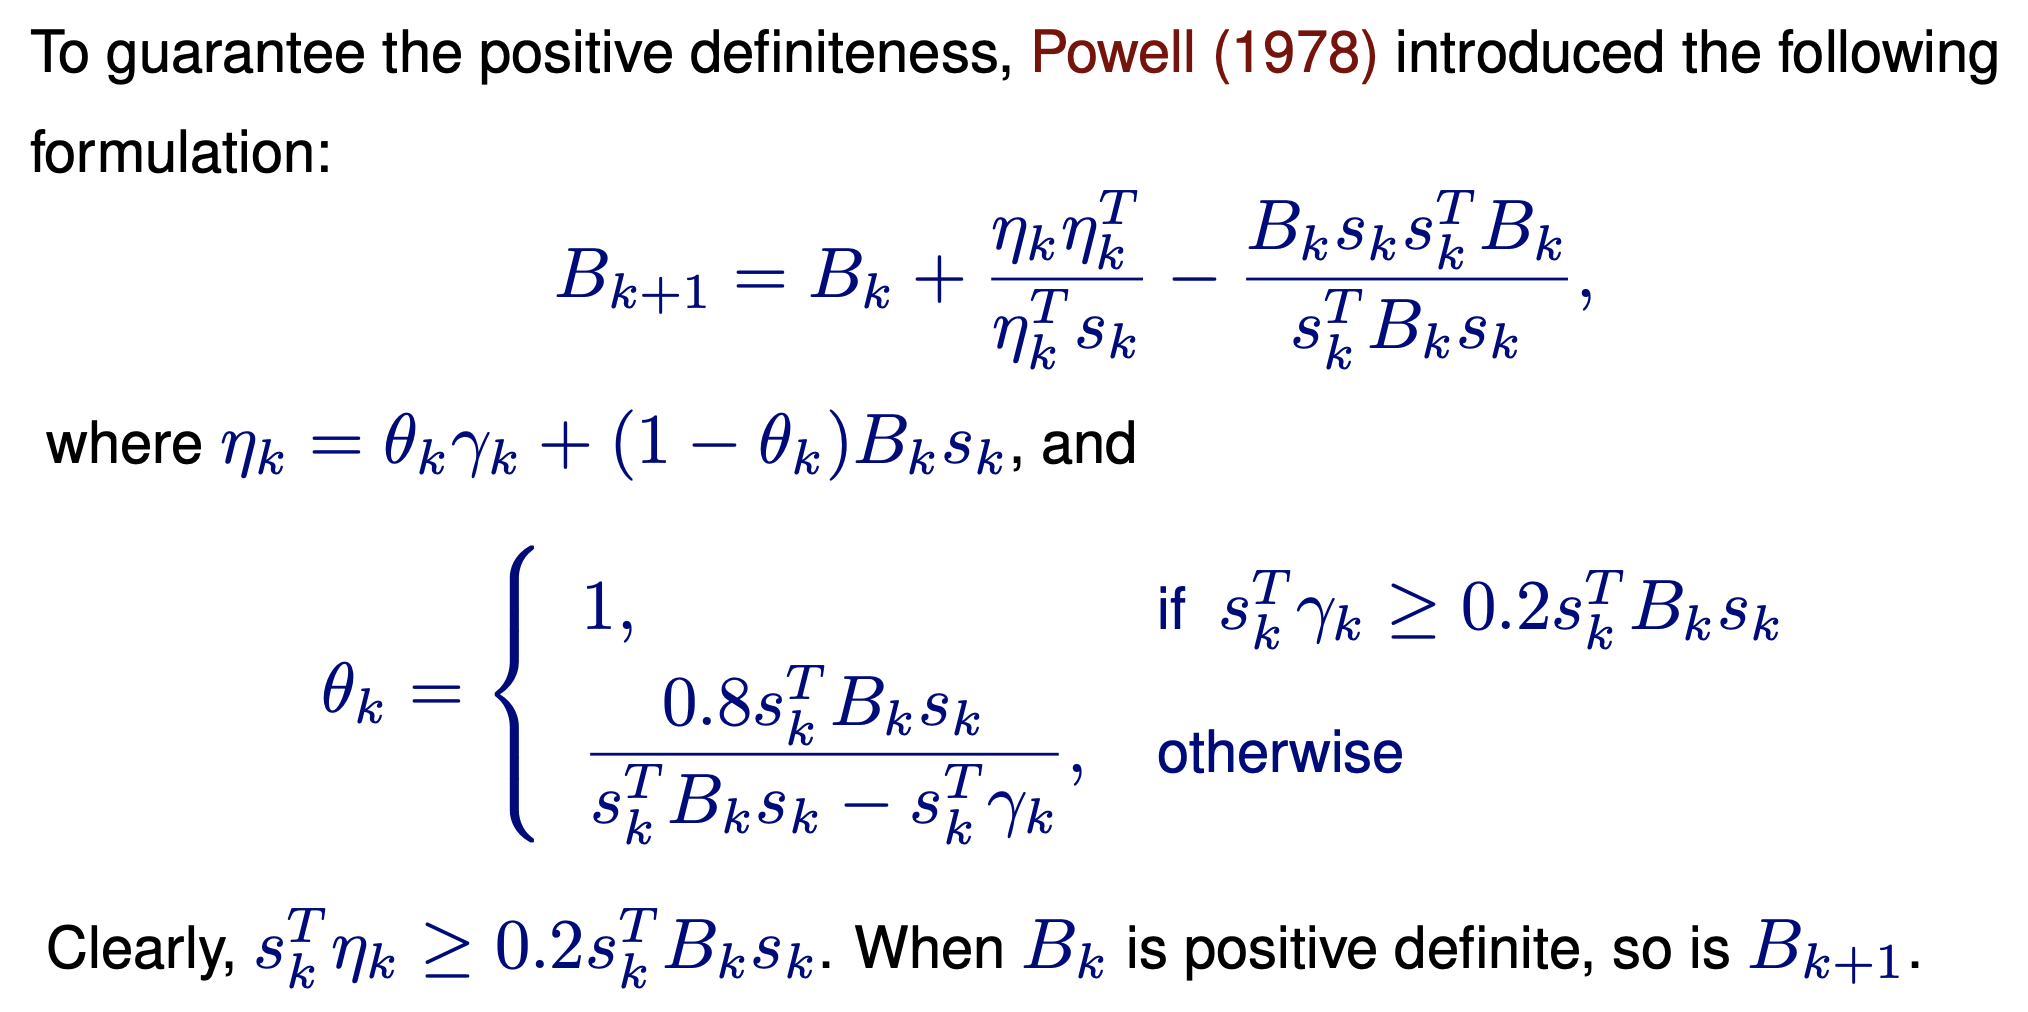 To guarantee the positive definiteness, Powell (1978) introduced the following
formulation:
$$B_{k+1} = B_k + \frac{\eta_k \eta_k^T}{\eta_k^T s_k} - \frac{B_k s_k s_k^T B_k}{s_k^T B_k s_k},$$
where $\eta_k = \theta_k \gamma_k + (1 - \theta_k) B_k s_k$, and
$$\theta_k = \begin{cases} 1, & \text{if } s_k^T \gamma_k \geq 0.2 s_k^T B_k s_k \\ \dfrac{0.8 s_k^T B_k s_k}{s_k^T B_k s_k - s_k^T \gamma_k}, & \text{otherwise} \end{cases}$$
Clearly, $s_k^T \eta_k \geq 0.2 s_k^T B_k s_k$. When $B_k$ is positive definite, so is $B_{k+1}$.